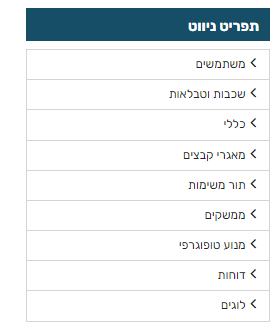 תפריט ניווט
משתמשים
שכבות וטבלאות
כללי
מאגרי קבצים
תור משימות
ממשקים
מנוע טופוגרפי
דוחות
לוגים